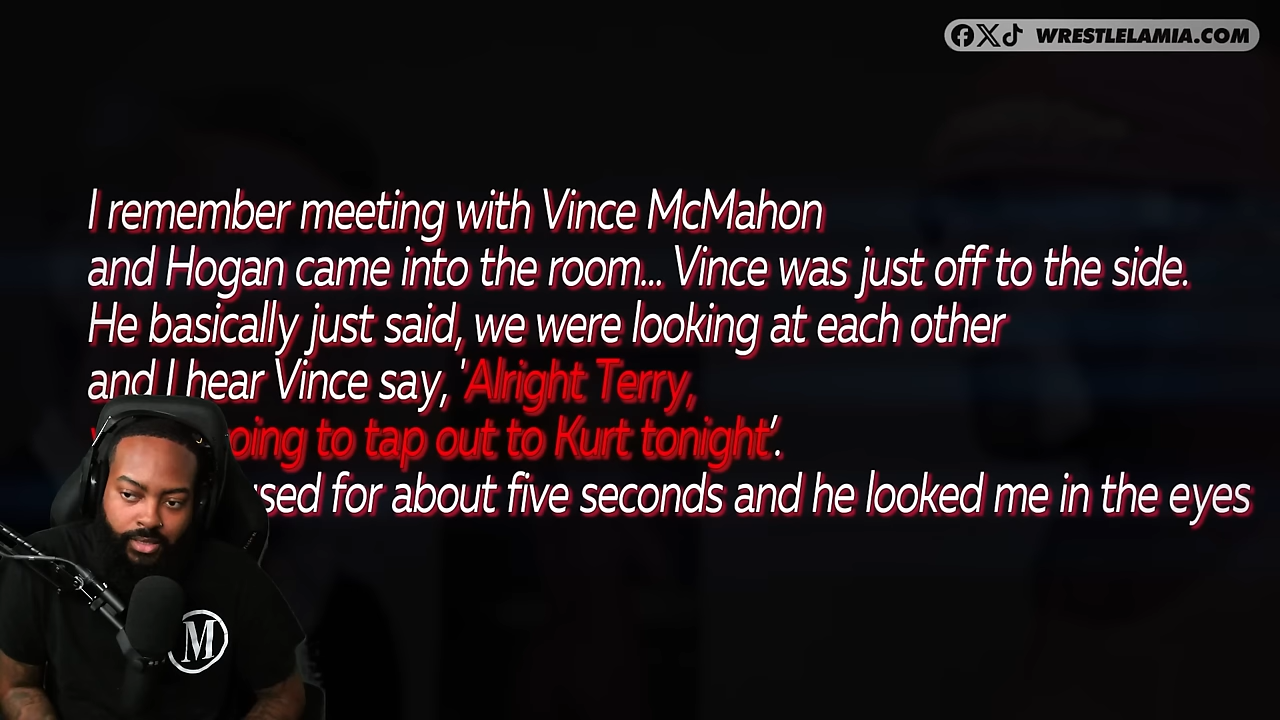 WRESTLELAMIA.COM
I remember meeting with Vince McMahon
and Hogan came into the room... Vince was just off to the side.
He basically just said, we were looking at each other
and I hear Vince say, 'Alright Terry,
to tap out to Kurt tonight'.
for about five seconds and he looked me in the eyes
M